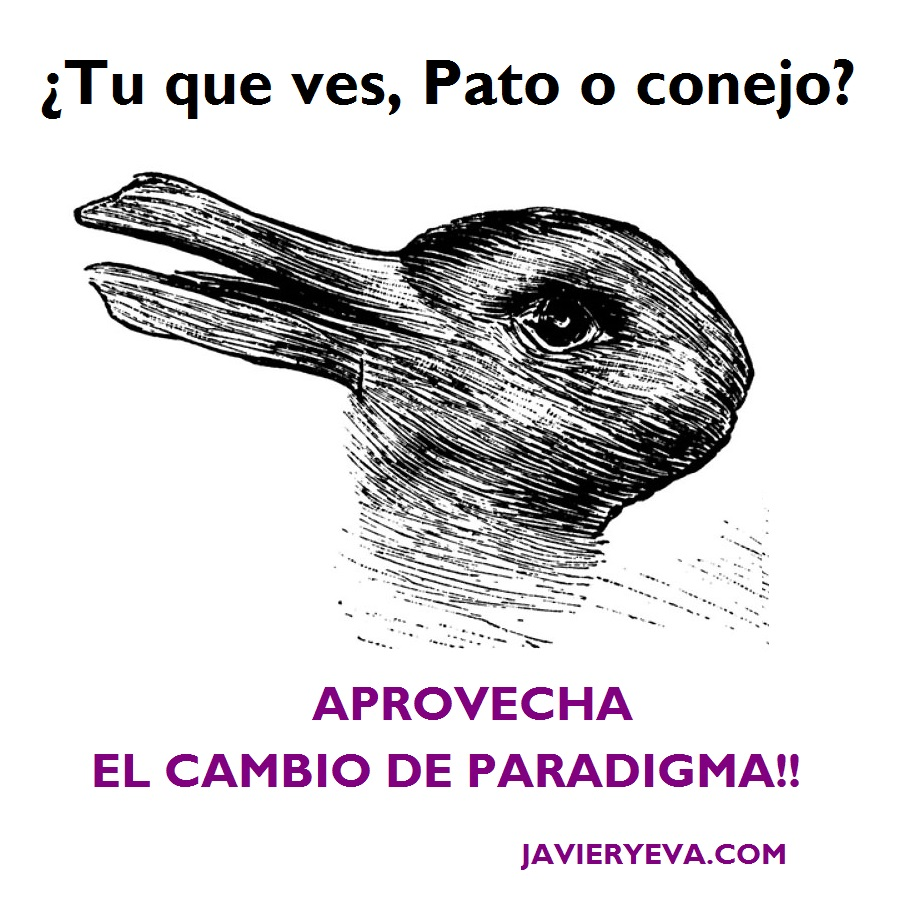 ¿Tu que ves, Pato o conejo?
APROVECHA
EL CAMBIO DE PARADIGMA!!
JAVIERYEVA.COM